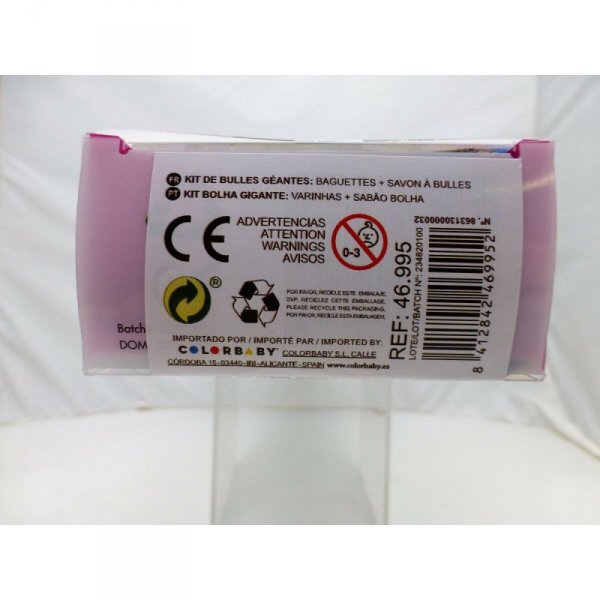 FR KIT DE BULLES GÉANTES: BAGUETTES + SAVON À BULLES
PT KIT BOLHA GIGANTE: VARINHAS + SABÃO BOLHA
CE
ADVERTENCIAS
ATTENTION
WARNINGS
AVISOS
0-3
®
POR FAVOR, RECICLE ESTE EMBALAJE.
SVP, RECICLEZ CETTE EMBALLAGE.
PLEASE RECYCLE THIS PACKAGING.
POR FAVOR, RECICLE ESTA EMBALAGEM.
Batch
DOM
IMPORTADO POR / IMPORTÉ PAR / IMPORTED BY:
COLORBABY® COLORBABY S.L. CALLE
CÓRDOBA 15-03440-IBI-ALICANTE-SPAIN www.colorbaby.es
REF: 46.995
LOTE/LOT/BATCH Nº: 234820100
8 412842 469952
Nº. 863130000032